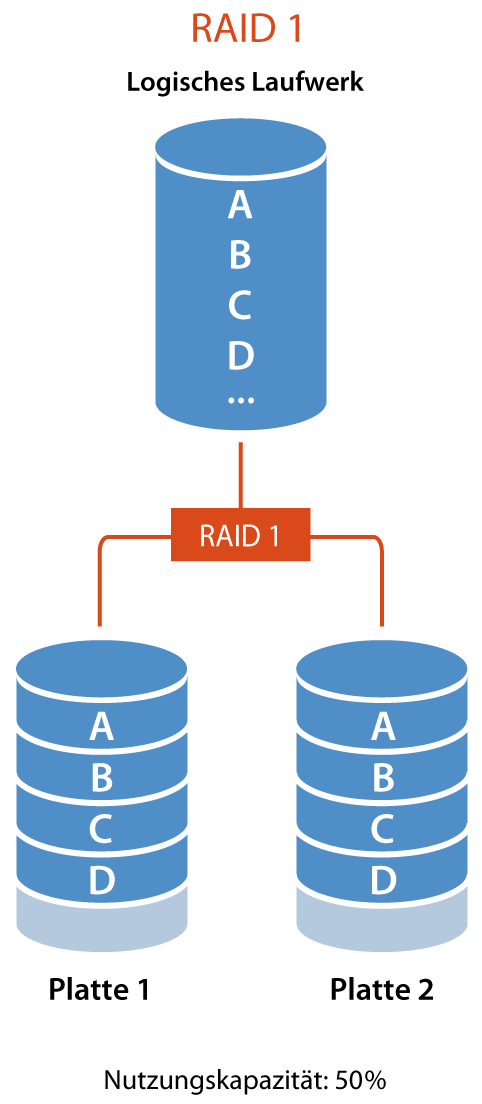 RAID 1
Logisches Laufwerk
A
B
C
D
...
RAID 1
A
B
C
D
Platte 1
A
B
C
D
Platte 2
Nutzungskapazität: 50%